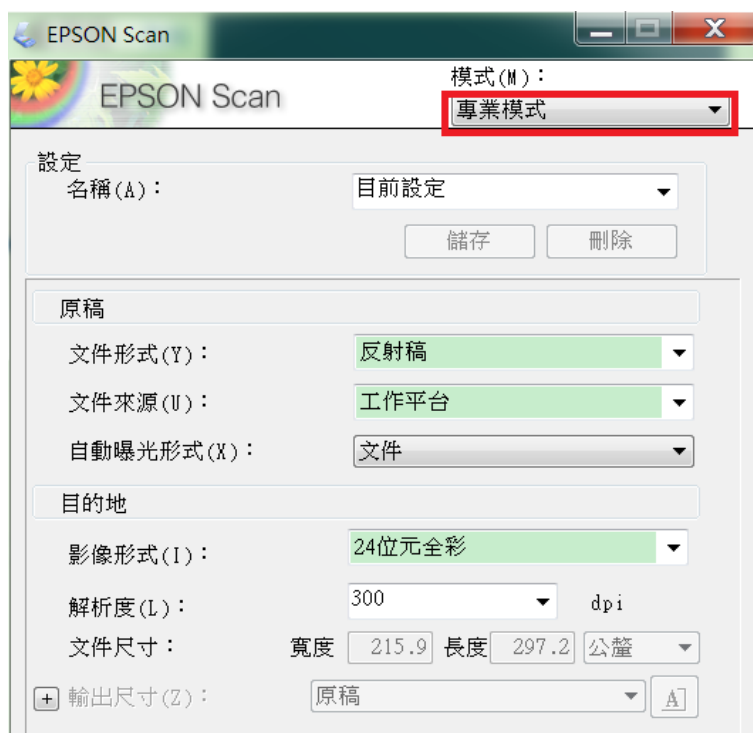 EPSON Scan
EPSON Scan
模式(M)：
專業模式
設定
名稱(A)：
目前設定
儲存
刪除
原稿
文件形式(Y)：
反射稿
文件來源(U)：
工作平台
自動曝光形式(X)：
文件
目的地
影像形式(I)：
24位元全彩
解析度(L)：
300
dpi
文件尺寸：
寬度
215.9
長度
297.2
公釐
輸出尺寸(Z)：
原稿
A